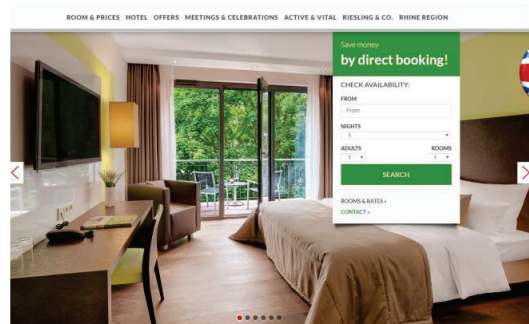 ROOM & PRICES HOTEL OFFERS MEETINGS & CELEBRATIONS ACTIVE & VITAL RIESLING & CO. RHINE REGION
Save money
by direct booking!
CHECK AVAILABILITY:
FROM
From
NIGHTS
1
ADULTS ROOMS
1 1
SEARCH
ROOMS & RATES »
CONTACT »